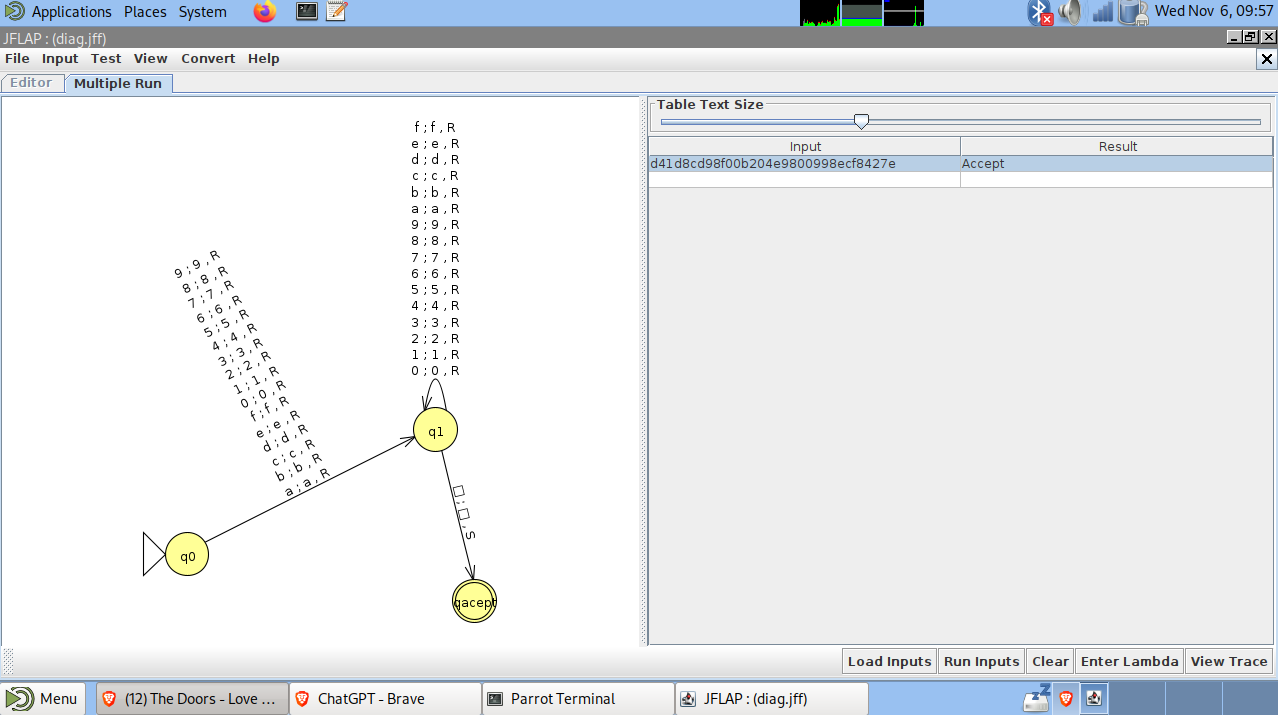 Applications Places System
Wed Nov 6, 09:57
JFLAP : (diag.jff)
File Input Test View Convert Help
Editor Multiple Run
f ; f , R
e ; e , R
d ; d , R
c ; c , R
b ; b , R
a ; a , R
9 ; 9 , R
8 ; 8 , R
7 ; 7 , R
6 ; 6 , R
5 ; 5 , R
4 ; 4 , R
3 ; 3 , R
2 ; 2 , R
1 ; 1 , R
0 ; 0 , R
9 ; 9 , R
8 ; 8 , R
7 ; 7 , R
6 ; 6 , R
5 ; 5 , R
4 ; 4 , R
3 ; 3 , R
2 ; 2 , R
1 ; 1 , R
0 ; 0 , R
f ; f , R
e ; e , R
d ; d , R
c ; c , R
b ; b , R
a ; a , R
q1
□ ; □ , S
q0
qacept
Table Text Size
Input Result
d41d8cd98f00b204e9800998ecf8427e Accept
Load Inputs Run Inputs Clear Enter Lambda View Trace
Menu (12) The Doors - Love ... ChatGPT - Brave Parrot Terminal JFLAP : (diag.jff)